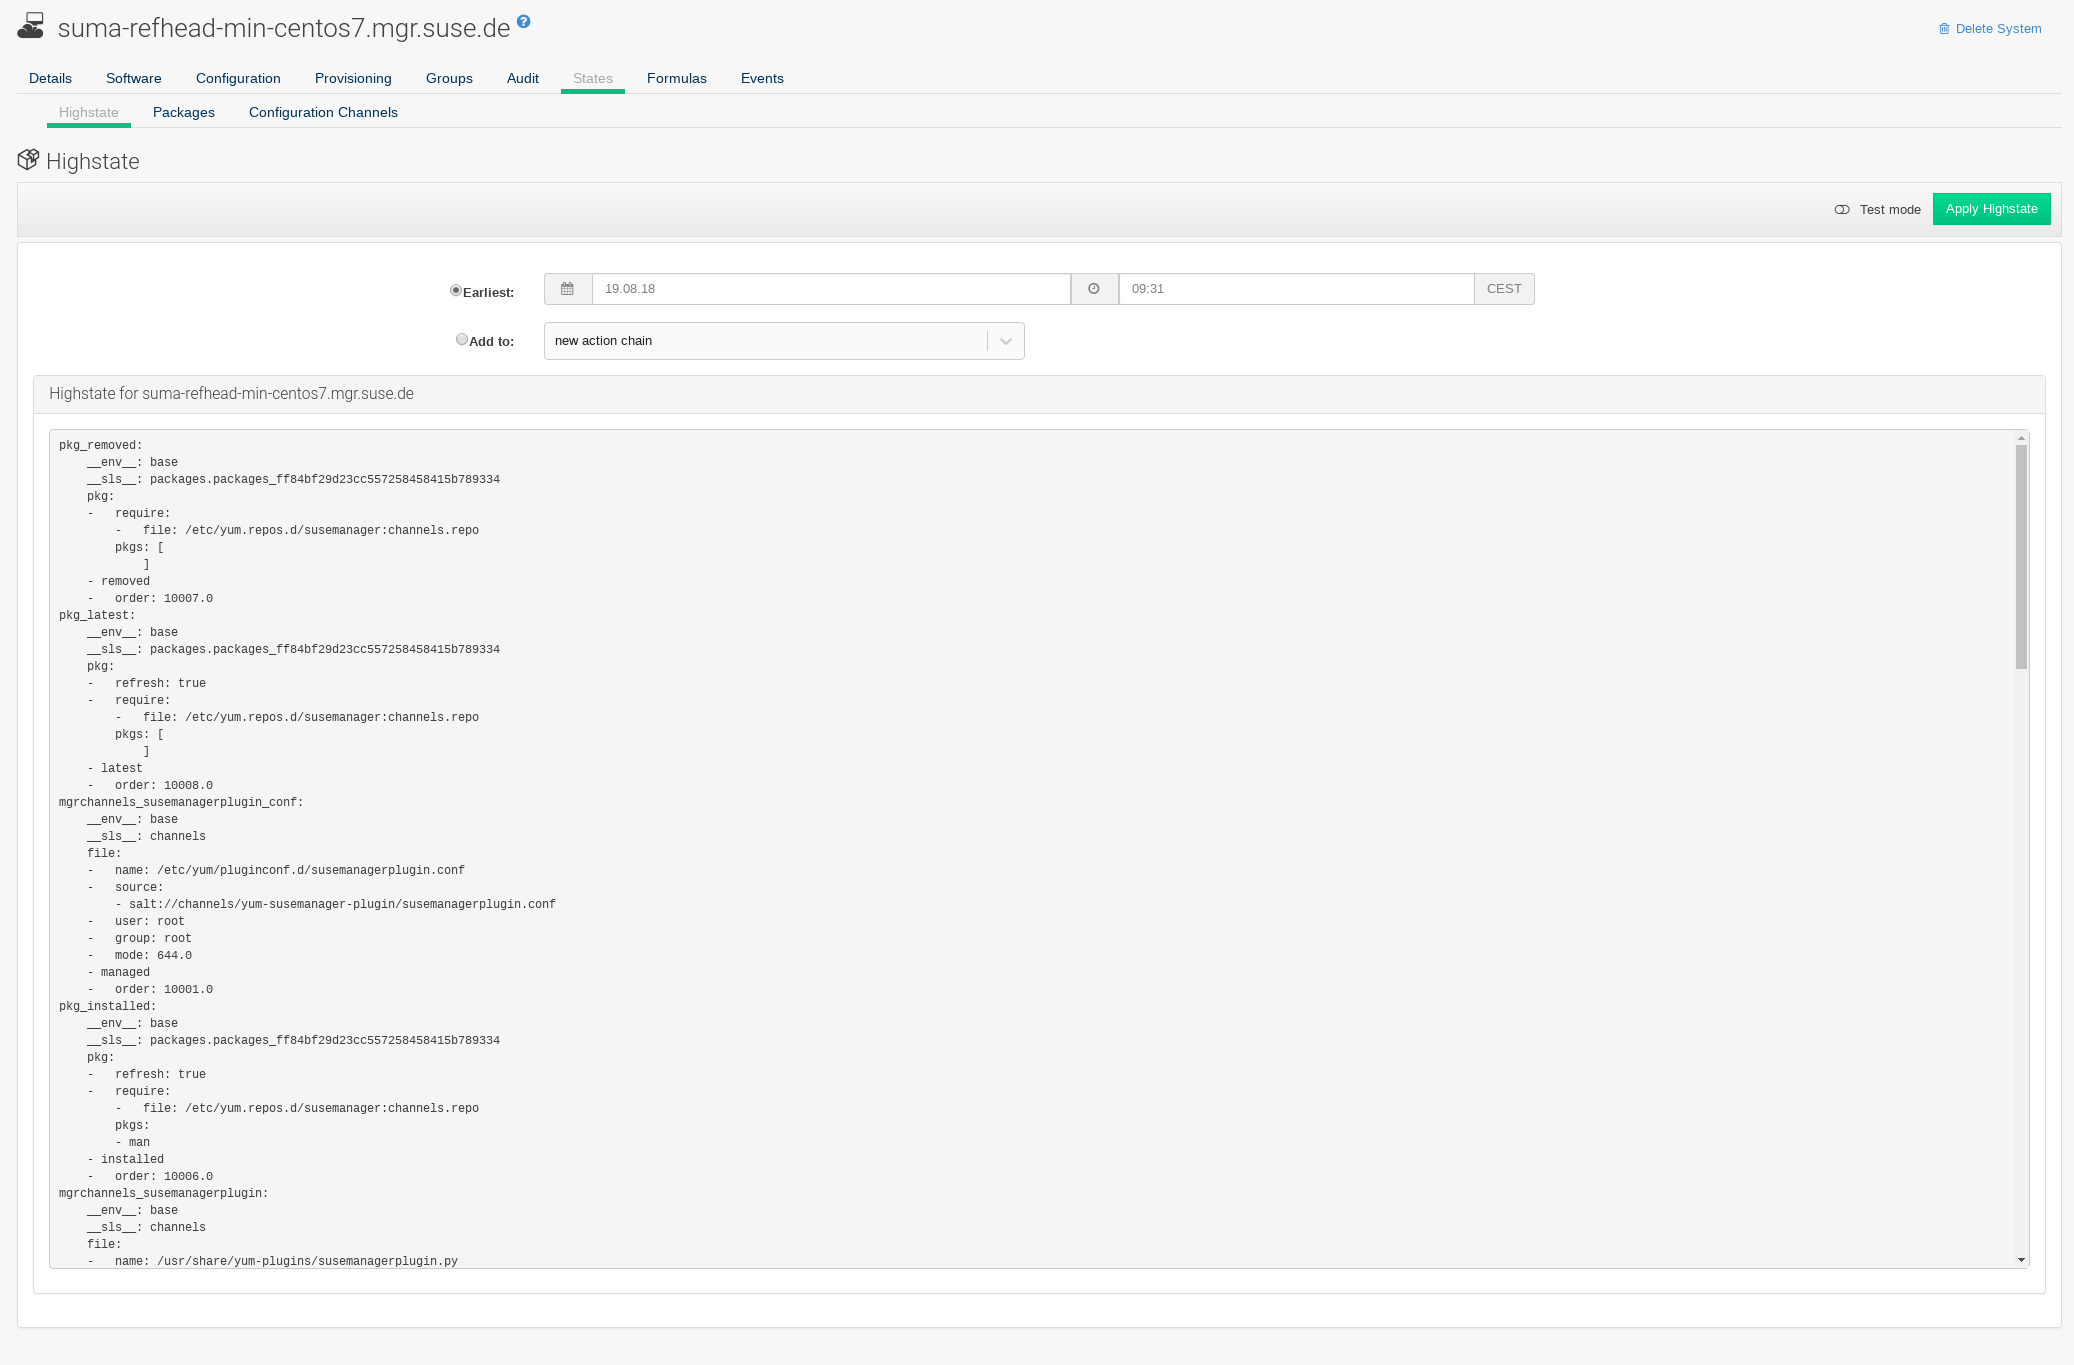 suma-refhead-min-centos7.mgr.suse.de ?
Delete System
Details Software Configuration Provisioning Groups Audit States Formulas Events
Highstate Packages Configuration Channels
Highstate
Test mode Apply Highstate
Earliest: 19.08.18 09:31 CEST
Add to: new action chain
Highstate for suma-refhead-min-centos7.mgr.suse.de
pkg_removed:
    __env__: base
    __sls__: packages.packages_ff84bf29d23cc557258458415b789334
    pkg:
    -   require:
        -   file: /etc/yum.repos.d/susemanager:channels.repo
        pkgs: [
            ]
    - removed
    -   order: 10007.0
pkg_latest:
    __env__: base
    __sls__: packages.packages_ff84bf29d23cc557258458415b789334
    pkg:
    -   refresh: true
    -   require:
        -   file: /etc/yum.repos.d/susemanager:channels.repo
        pkgs: [
            ]
    - latest
    -   order: 10008.0
mgrchannels_susemanagerplugin_conf:
    __env__: base
    __sls__: channels
    file:
    -   name: /etc/yum/pluginconf.d/susemanagerplugin.conf
    -   source:
        - salt://channels/yum-susemanager-plugin/susemanagerplugin.conf
    -   user: root
    -   group: root
    -   mode: 644.0
    - managed
    -   order: 10001.0
pkg_installed:
    __env__: base
    __sls__: packages.packages_ff84bf29d23cc557258458415b789334
    pkg:
    -   refresh: true
    -   require:
        -   file: /etc/yum.repos.d/susemanager:channels.repo
        pkgs:
        - man
    - installed
    -   order: 10006.0
mgrchannels_susemanagerplugin:
    __env__: base
    __sls__: channels
    file:
    -   name: /usr/share/yum-plugins/susemanagerplugin.py